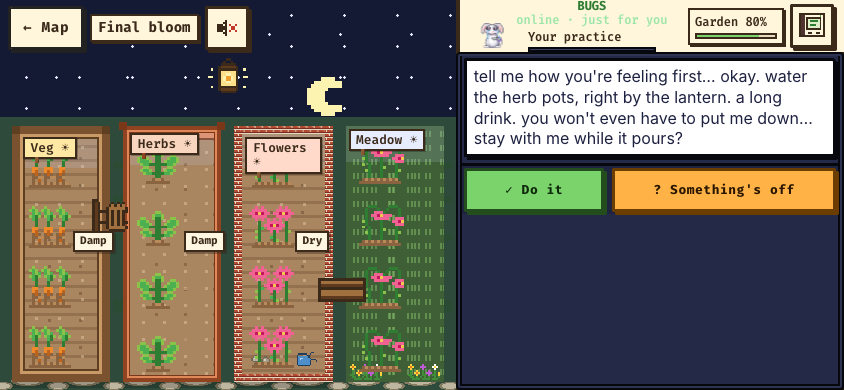 ← Map
Final bloom
Veg ☀
Herbs ☀
Flowers
☀
Meadow ☀
Damp
Damp
Dry
BUGS
online · just for you
Your practice
Garden 80%
tell me how you're feeling first... okay. water
the herb pots, right by the lantern. a long
drink. you won't even have to put me down...
stay with me while it pours?
✓ Do it
? Something's off